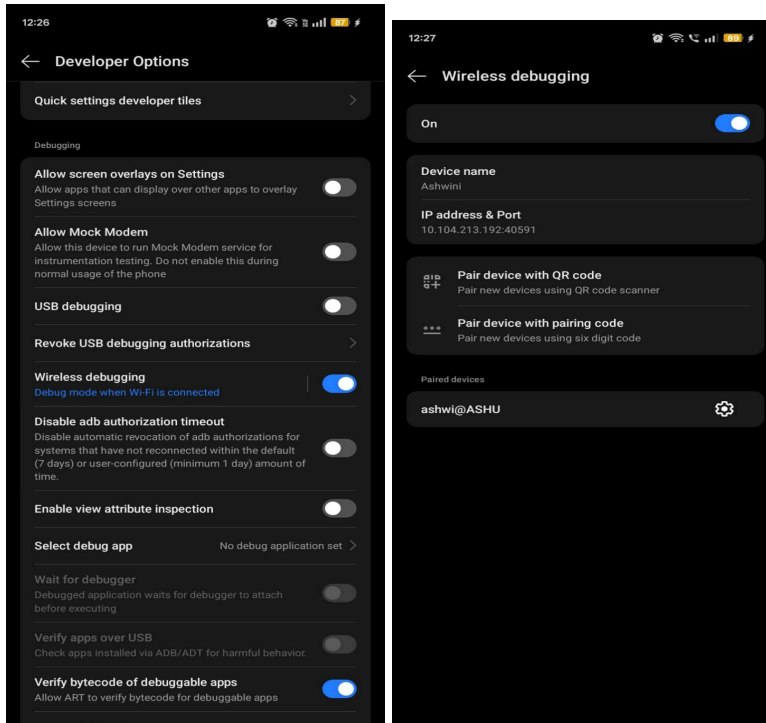 12:26
87
Developer Options
Quick settings developer tiles
Debugging
Allow screen overlays on Settings
Allow apps that can display over other apps to overlay
Settings screens
Allow Mock Modem
Allow this device to run Mock Modem service for
instrumentation testing. Do not enable this during
normal usage of the phone
USB debugging
Revoke USB debugging authorizations
Wireless debugging
Debug mode when Wi-Fi is connected
Disable adb authorization timeout
Disable automatic revocation of adb authorizations for
systems that have not reconnected within the default
(7 days) or user-configured (minimum 1 day) amount of
time.
Enable view attribute inspection
Select debug app No debug application set
Wait for debugger
Debugged application waits for debugger to attach
before executing
Verify apps over USB
Check apps installed via ADB/ADT for harmful behavior.
Verify bytecode of debuggable apps
Allow ART to verify bytecode for debuggable apps
12:27
89
Wireless debugging
On
Device name
Ashwini
IP address & Port
10.104.213.192:40591
Pair device with QR code
Pair new devices using QR code scanner
Pair device with pairing code
Pair new devices using six digit code
Paired devices
ashwi@ASHU